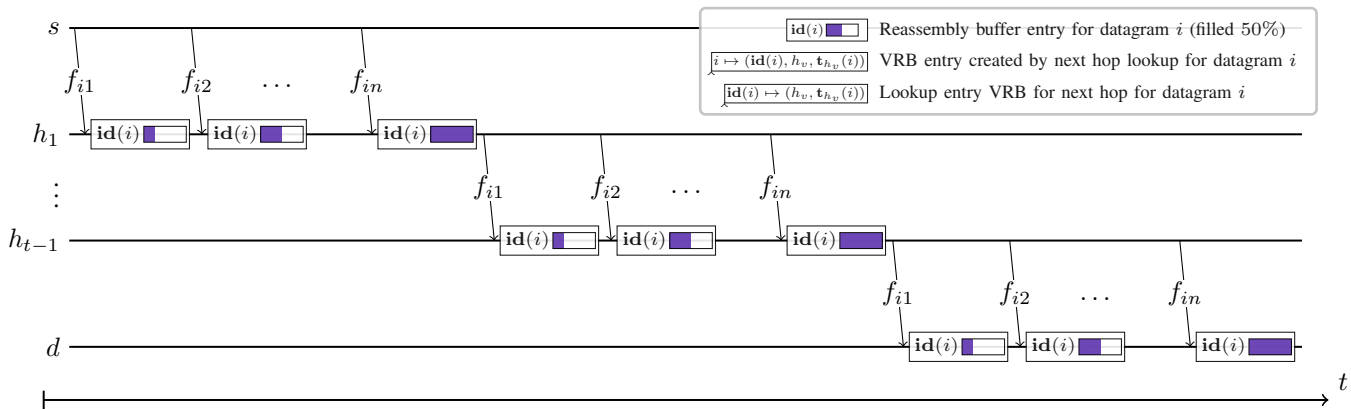 s
id(i) Reassembly buffer entry for datagram i (filled 50%)
i ↦ (id(i), h_v, t_{h_v}(i)) VRB entry created by next hop lookup for datagram i
id(i) ↦ (h_v, t_{h_v}(i)) Lookup entry VRB for next hop for datagram i
f_{i1} f_{i2} ... f_{in}
h_1 id(i) id(i) id(i)
⋮ f_{i1} f_{i2} ... f_{in}
h_{t−1} id(i) id(i) id(i)
f_{i1} f_{i2} ... f_{in}
d id(i) id(i) id(i)
t